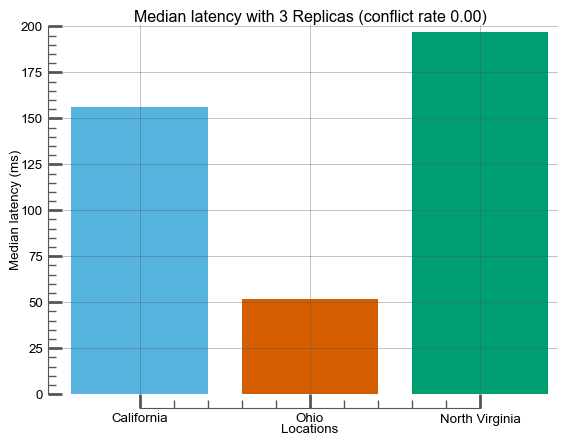 Median latency with 3 Replicas (conflict rate 0.00)
200
175
150
125
100
75
50
25
0
Median latency (ms)
California
Ohio
North Virginia
Locations